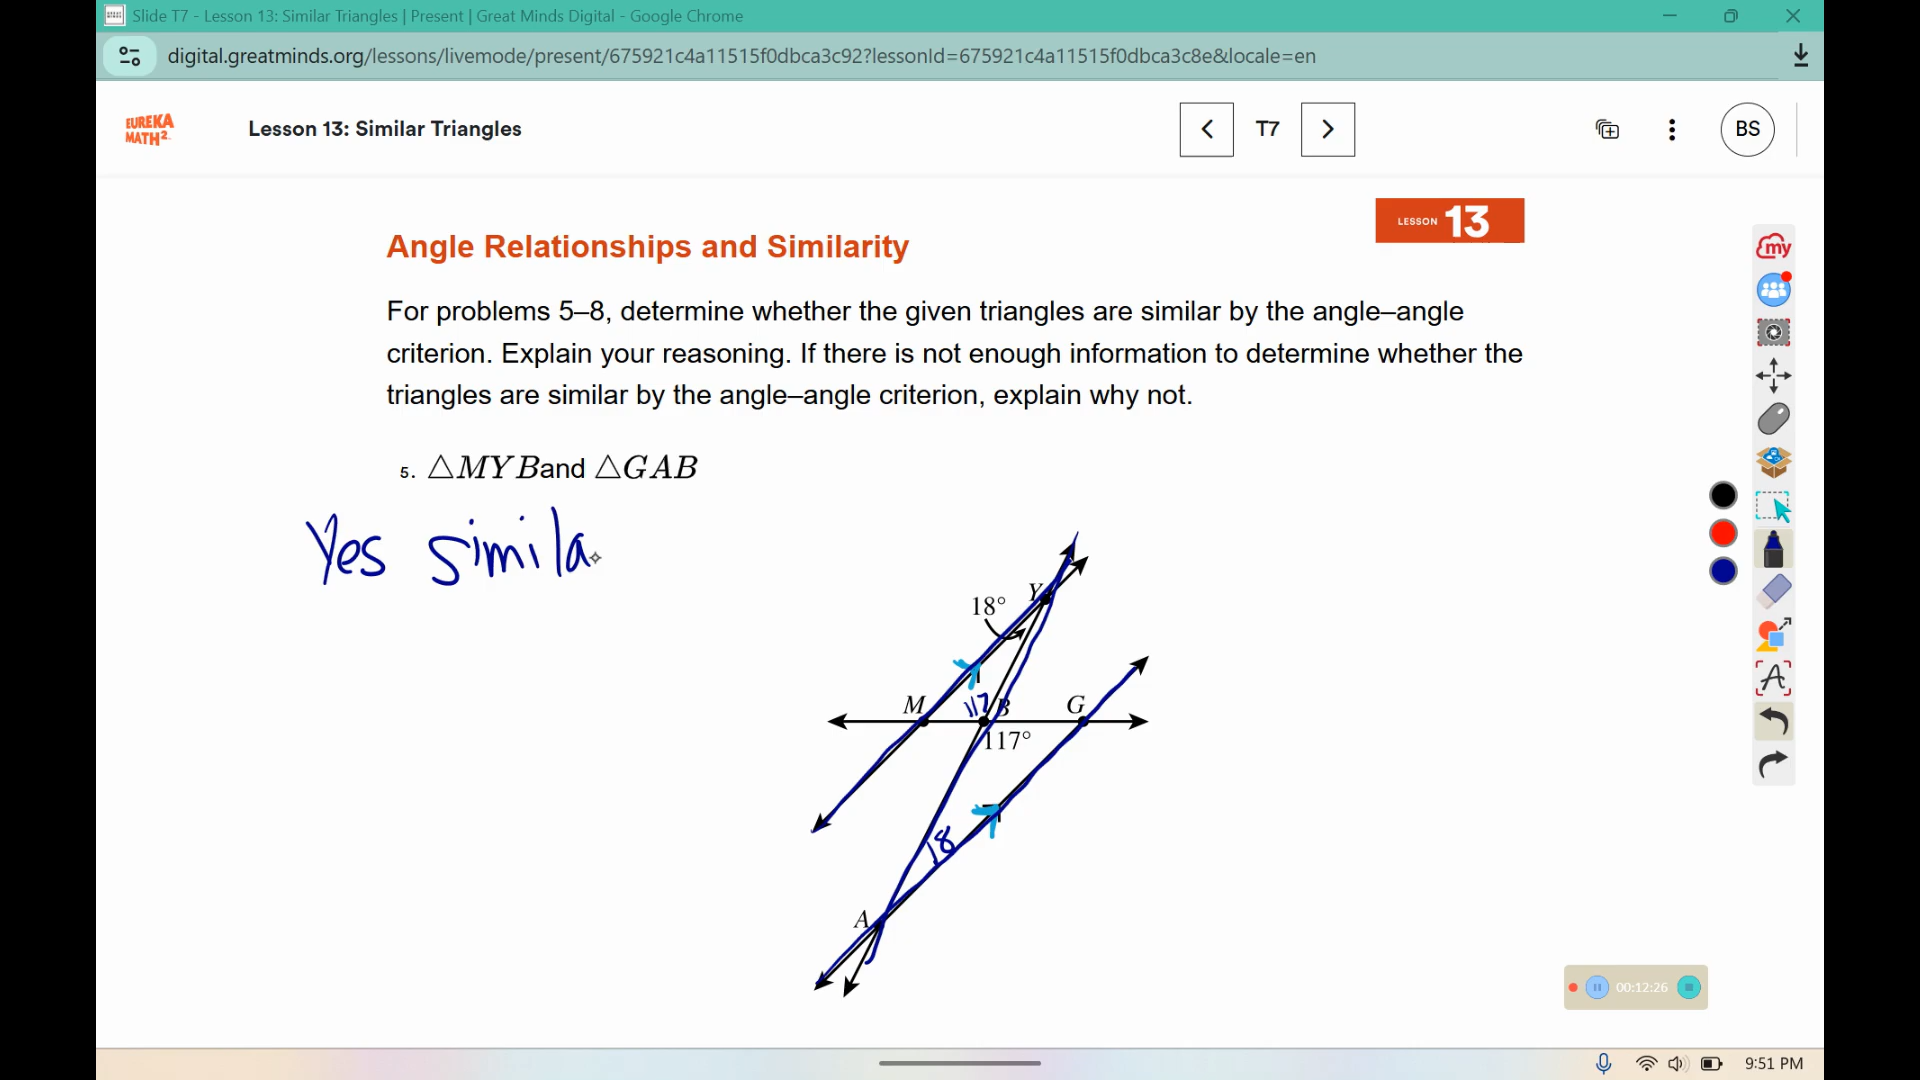 Slide T7 - Lesson 13: Similar Triangles | Present | Great Minds Digital - Google Chrome
digital.greatminds.org/lessons/livemode/present/675921c4a11515f0dbca3c92?lessonId=675921c4a11515f0dbca3c8e&locale=en
EUREKA
MATH²
Lesson 13: Similar Triangles
T7
BS
LESSON 13
Angle Relationships and Similarity
For problems 5–8, determine whether the given triangles are similar by the angle–angle
criterion. Explain your reasoning. If there is not enough information to determine whether the
triangles are similar by the angle–angle criterion, explain why not.
5. △MYBand △GAB
Yes simila
18° Y
M 117 B G
117°
18
A
my
A
00:12:26
9:51 PM